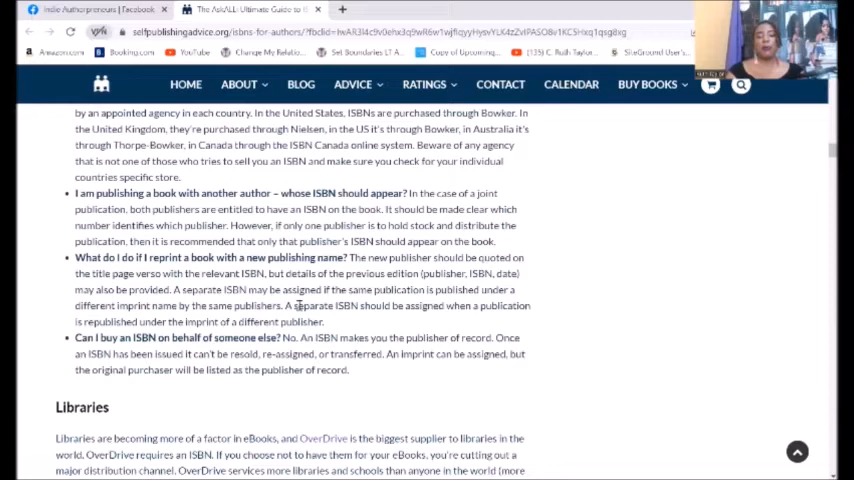 Indie Authorpreneurs | Facebook
The AskALLi Ultimate Guide to I
selfpublishingadvice.org/isbns-for-authors/
Amazon.com
Booking.com
YouTube
Change My Relatio...
Set Boundaries LT A...
Copy of Upcoming...
(135) C. Ruth Taylor...
SiteGround User's...
HOME ABOUT BLOG ADVICE RATINGS CONTACT CALENDAR BUY BOOKS
by an appointed agency in each country. In the United States, ISBNs are purchased through Bowker. In
the United Kingdom, they're purchased through Nielsen, in the US it's through Bowker, in Australia it's
through Thorpe-Bowker, in Canada through the ISBN Canada online system. Beware of any agency
that is not one of those who tries to sell you an ISBN and make sure you check for your individual
countries specific store.
• I am publishing a book with another author – whose ISBN should appear? In the case of a joint
publication, both publishers are entitled to have an ISBN on the book. It should be made clear which
number identifies which publisher. However, if only one publisher is to hold stock and distribute the
publication, then it is recommended that only that publisher's ISBN should appear on the book.
• What do I do if I reprint a book with a new publishing name? The new publisher should be quoted on
the title page verso with the relevant ISBN, but details of the previous edition (publisher, ISBN, date)
may also be provided. A separate ISBN may be assigned if the same publication is published under a
different imprint name by the same publishers. A separate ISBN should be assigned when a publication
is republished under the imprint of a different publisher.
• Can I buy an ISBN on behalf of someone else? No. An ISBN makes you the publisher of record. Once
an ISBN has been issued it can't be resold, re-assigned, or transferred. An imprint can be assigned, but
the original purchaser will be listed as the publisher of record.
Libraries
Libraries are becoming more of a factor in eBooks, and OverDrive is the biggest supplier to libraries in the
world. OverDrive requires an ISBN. If you choose not to have them for your eBooks, you're cutting out a
major distribution channel. OverDrive services more libraries and schools than anyone in the world (more